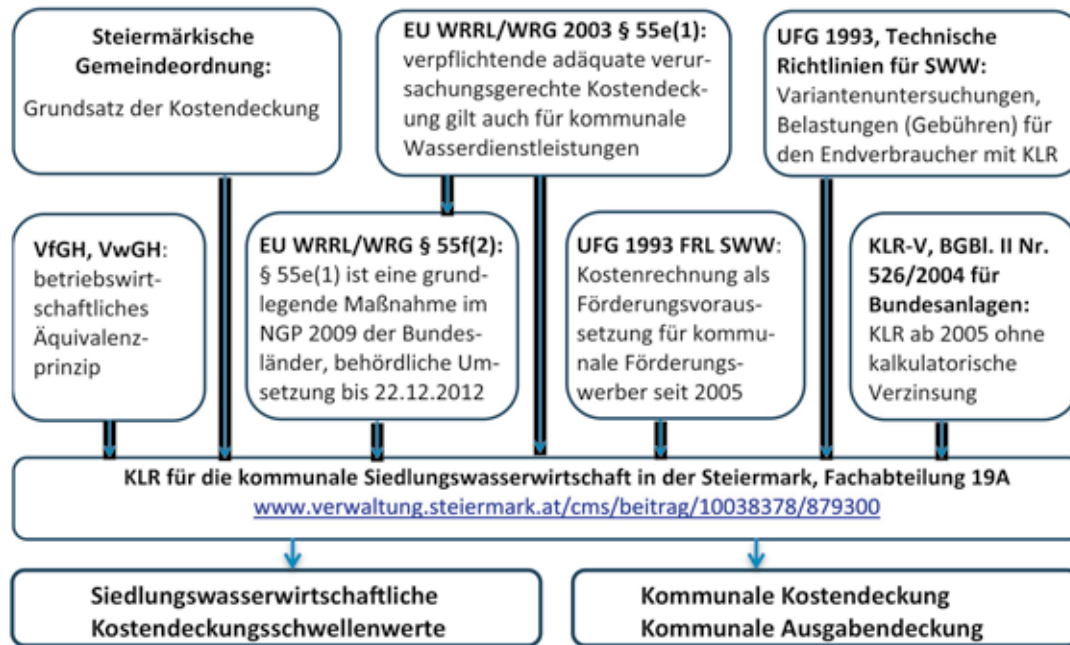 Steiermärkische
Gemeindeordnung:
Grundsatz der Kostendeckung
EU WRRL/WRG 2003 § 55e(1):
verpflichtende adäquate verur-
sachungsgerechte Kostendeck-
ung gilt auch für kommunale
Wasserdienstleistungen
UFG 1993, Technische
Richtlinien für SWW:
Variantenuntersuchungen,
Belastungen (Gebühren) für
den Endverbraucher mit KLR
VfGH, VwGH:
betriebswirt-
schaftliches
Äquivalenz-
prinzip
EU WRRL/WRG § 55f(2):
§ 55e(1) ist eine grund-
legende Maßnahme im
NGP 2009 der Bundes-
länder, behördliche Um-
setzung bis 22.12.2012
UFG 1993 FRL SWW:
Kostenrechnung als
Förderungsvoraus-
setzung für kommu-
nale Förderungs-
werber seit 2005
KLR-V, BGBl. II Nr.
526/2004 für
Bundesanlagen:
KLR ab 2005 ohne
kalkulatorische
Verzinsung
KLR für die kommunale Siedlungswasserwirtschaft in der Steiermark, Fachabteilung 19A
www.verwaltung.steiermark.at/cms/beitrag/10038378/879300
Siedlungswasserwirtschaftliche
Kostendeckungsschwellenwerte
Kommunale Kostendeckung
Kommunale Ausgabendeckung